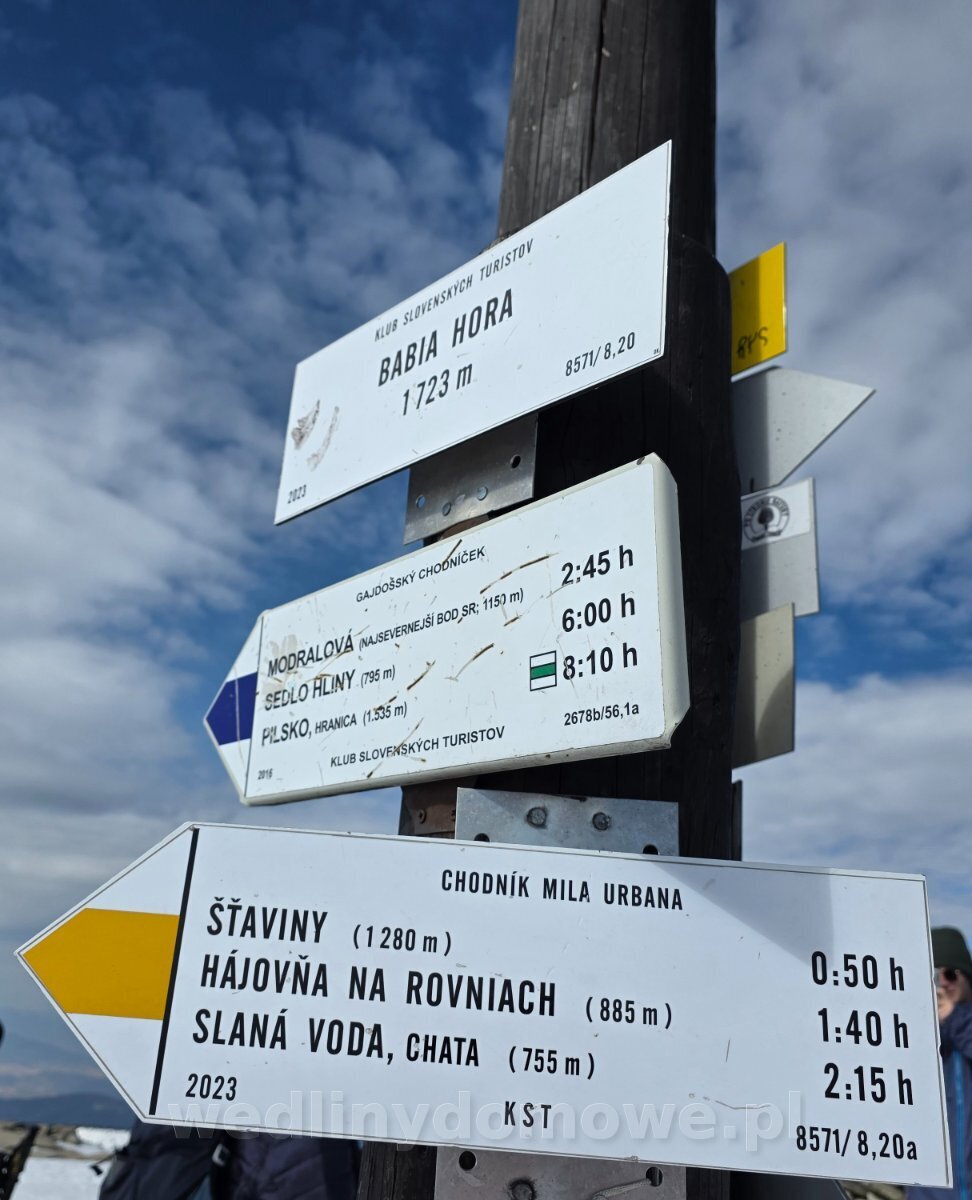 KLUB SLOVENSKÝCH TURISTOV
BABIA HORA
1 723 m
8571/ 8,20
2023
GAJDOŠSKÝ CHODNÍČEK
MODRALOVÁ (NAJSEVERNEJŠÍ BOD SR; 1150 m) 2:45 h
SEDLO HLINY (795 m) 6:00 h
PILSKO, HRANICA (1.535 m) 8:10 h
2016 KLUB SLOVENSKÝCH TURISTOV 2678b/56,1a
CHODNÍK MILA URBANA
ŠŤAVINY (1 280 m) 0:50 h
HÁJOVŇA NA ROVNIACH (885 m) 1:40 h
SLANÁ VODA, CHATA (755 m) 2:15 h
2023 KST 8571/ 8,20a
wedlinydomowe.pl